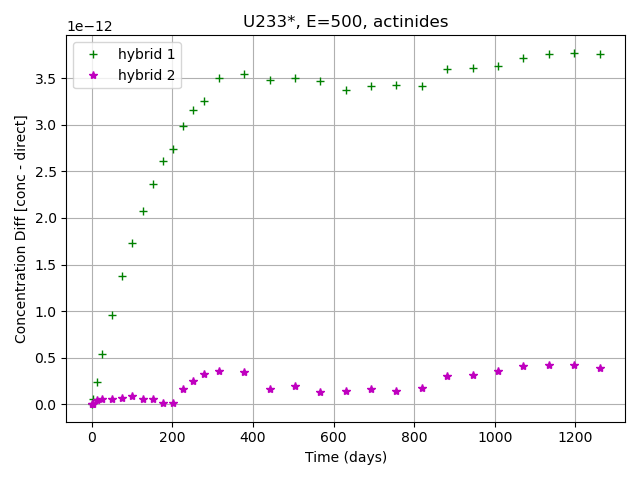 U233*, E=500, actinides
1e−12
hybrid 1
hybrid 2
Concentration Diff [conc - direct]
3.5
3.0
2.5
2.0
1.5
1.0
0.5
0.0
0 200 400 600 800 1000 1200
Time (days)